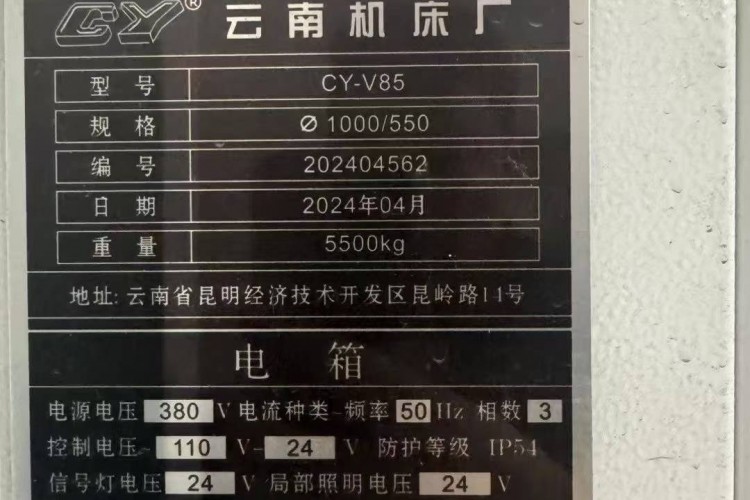 CY® 云南机床厂
型号 CY-V85
规格 Ø 1000/550
编号 202404562
日期 2024年04月
重量 5500kg
地址: 云南省昆明经济技术开发区昆岭路14号
电箱
电源电压 380 V 电流种类~频率 50 Hz 相数 3
控制电压~ 110 V- 24 V 防护等级 IP54
信号灯电压 24 V 局部照明电压 24 V